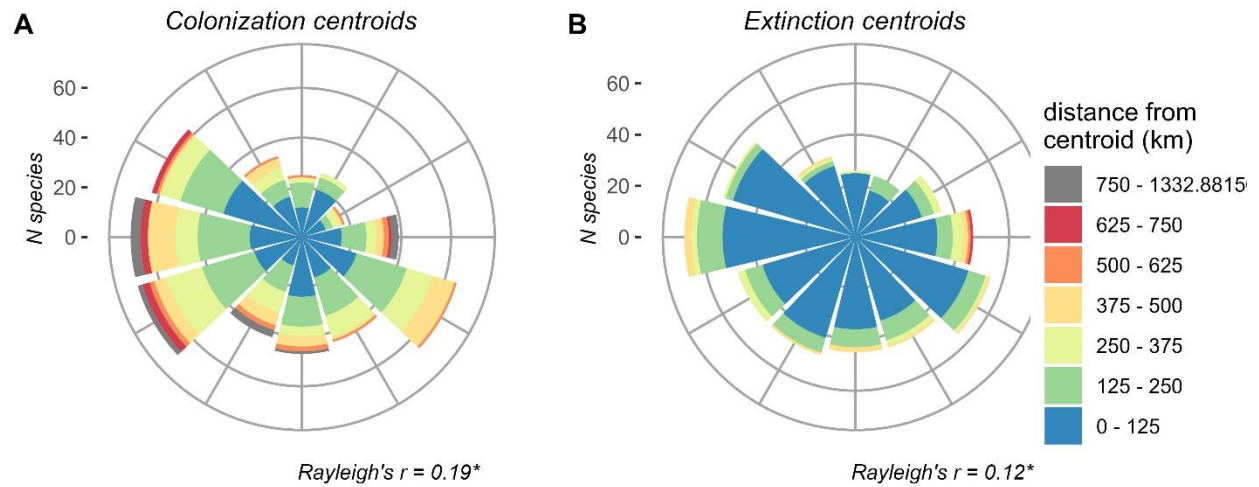 A
Colonization centroids
60 -
40 -
20 -
0 -
N species
Rayleigh's r = 0.19*
B
Extinction centroids
60 -
40 -
20 -
0 -
N species
Rayleigh's r = 0.12*
distance from
centroid (km)
750 - 1332.8815
625 - 750
500 - 625
375 - 500
250 - 375
125 - 250
0 - 125